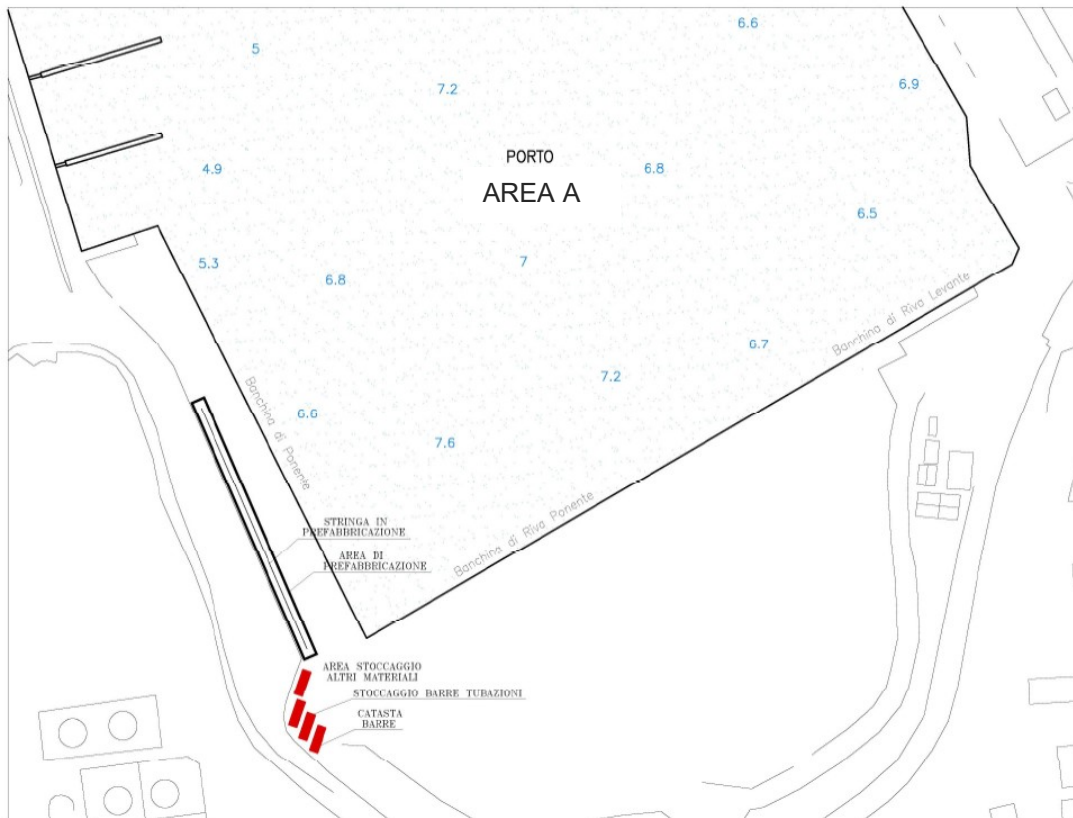 6.6
5
6.9
7.2
PORTO
4.9
6.8
AREA A
6.5
5.3
7
6.8
Banchina di Riva Levante
6.7
7.2
Banchina di Ponente
6.6
7.6
Banchina di Riva Ponente
STRINGA IN
PREFABBRICAZIONE
AREA DI
PREFABBRICAZIONE
AREA STOCCAGGIO
ALTRI MATERIALI
STOCCAGGIO BARRE TUBAZIONI
CATASTA
BARRE